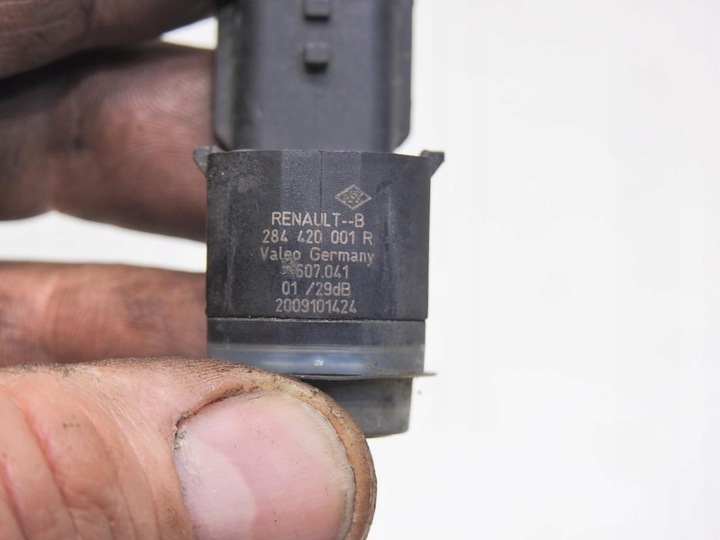 RENAULT--B
284 420 001 R
Valeo Germany
607.041
01 /29dB
2009101424